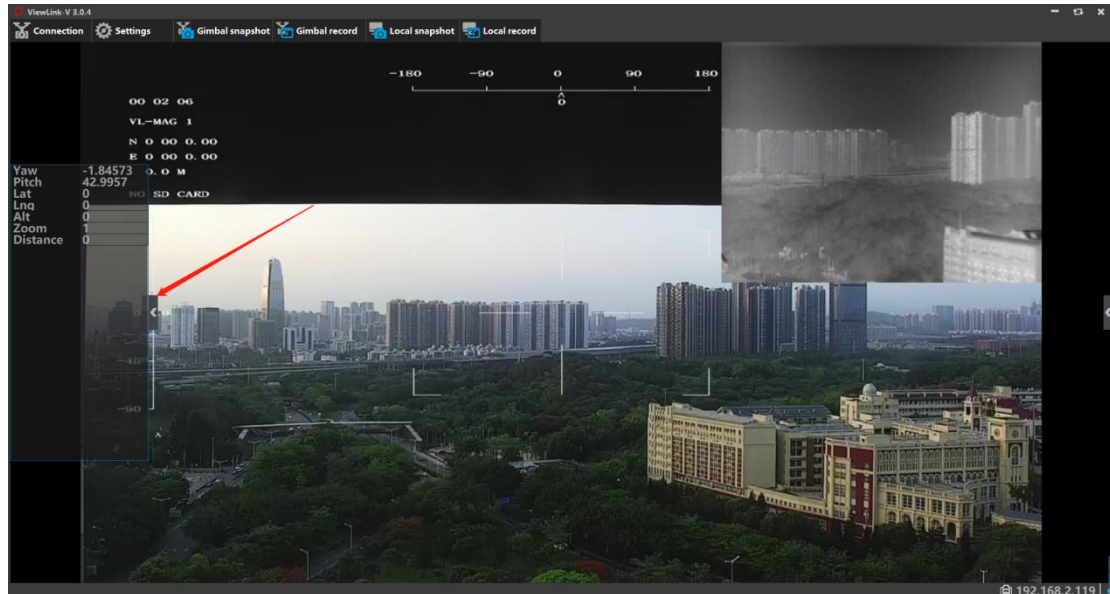 ViewLink-V 3.0.4
Connection Settings Gimbal snapshot Gimbal record Local snapshot Local record
-180 -90 0 90 180
0
00 02 06
VL-MAG 1
N 0 00 0.00
E 0 00 0.00
0.0 M
NO SD CARD
Yaw -1.84573
Pitch 42.9957
Lat 0
Lng 0
Alt 0
Zoom 1
Distance 0
-90
192.168.2.119